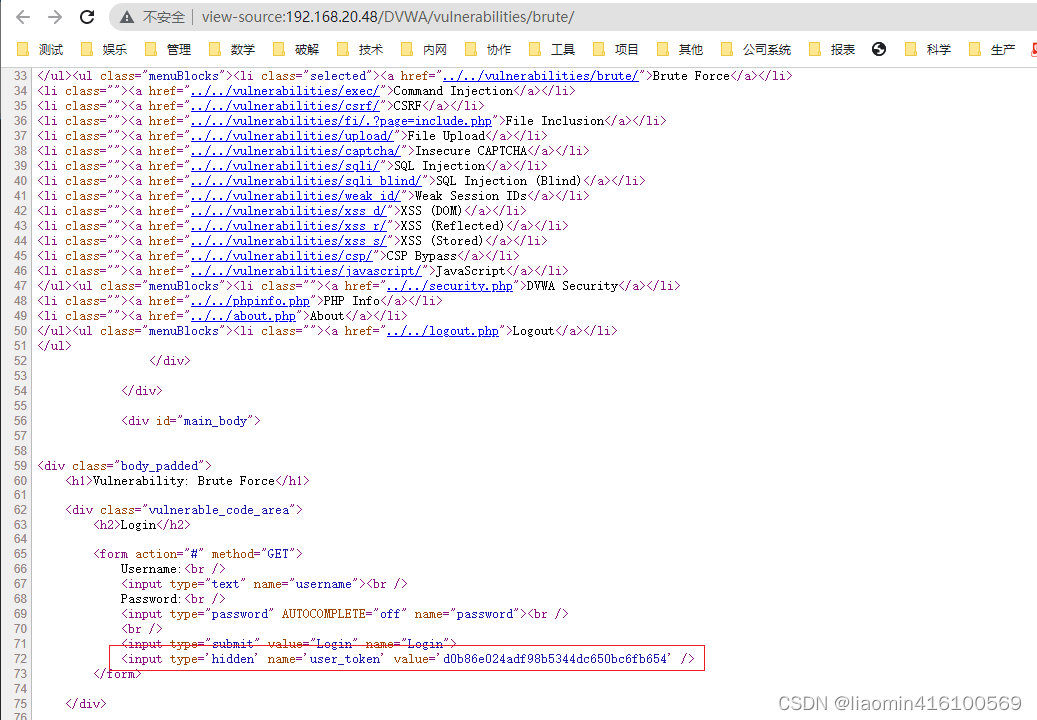 不安全 | view-source:192.168.20.48/DVWA/vulnerabilities/brute/
测试 娱乐 管理 数学 破解 技术 内网 协作 工具 项目 其他 公司系统 报表 科学 生产
33 </ul><ul class="menuBlocks"><li class="selected"><a href="../../vulnerabilities/brute/">Brute Force</a></li>
34 <li class=""><a href="../../vulnerabilities/exec/">Command Injection</a></li>
35 <li class=""><a href="../../vulnerabilities/csrf/">CSRF</a></li>
36 <li class=""><a href="../../vulnerabilities/fi/.?page=include.php">File Inclusion</a></li>
37 <li class=""><a href="../../vulnerabilities/upload/">File Upload</a></li>
38 <li class=""><a href="../../vulnerabilities/captcha/">Insecure CAPTCHA</a></li>
39 <li class=""><a href="../../vulnerabilities/sqli/">SQL Injection</a></li>
40 <li class=""><a href="../../vulnerabilities/sqli_blind/">SQL Injection (Blind)</a></li>
41 <li class=""><a href="../../vulnerabilities/weak_id/">Weak Session IDs</a></li>
42 <li class=""><a href="../../vulnerabilities/xss_d/">XSS (DOM)</a></li>
43 <li class=""><a href="../../vulnerabilities/xss_r/">XSS (Reflected)</a></li>
44 <li class=""><a href="../../vulnerabilities/xss_s/">XSS (Stored)</a></li>
45 <li class=""><a href="../../vulnerabilities/csp/">CSP Bypass</a></li>
46 <li class=""><a href="../../vulnerabilities/javascript/">JavaScript</a></li>
47 </ul><ul class="menuBlocks"><li class=""><a href="../../security.php">DVWA Security</a></li>
48 <li class=""><a href="../../phpinfo.php">PHP Info</a></li>
49 <li class=""><a href="../../about.php">About</a></li>
50 </ul><ul class="menuBlocks"><li class=""><a href="../../logout.php">Logout</a></li>
51 </ul>
52 </div>
53
54 </div>
55
56 <div id="main_body">
57
58
59 <div class="body_padded">
60 <h1>Vulnerability: Brute Force</h1>
61
62 <div class="vulnerable_code_area">
63 <h2>Login</h2>
64
65 <form action="#" method="GET">
66 Username:<br />
67 <input type="text" name="username"><br />
68 Password:<br />
69 <input type="password" AUTOCOMPLETE="off" name="password"><br />
70 <br />
71 <input type="submit" value="Login" name="Login">
72 <input type='hidden' name='user_token' value='d0b86e024adf98b5344dc650bc6fb654' />
73 </form>
74
75 </div>
76
CSDN @liaomin416100569